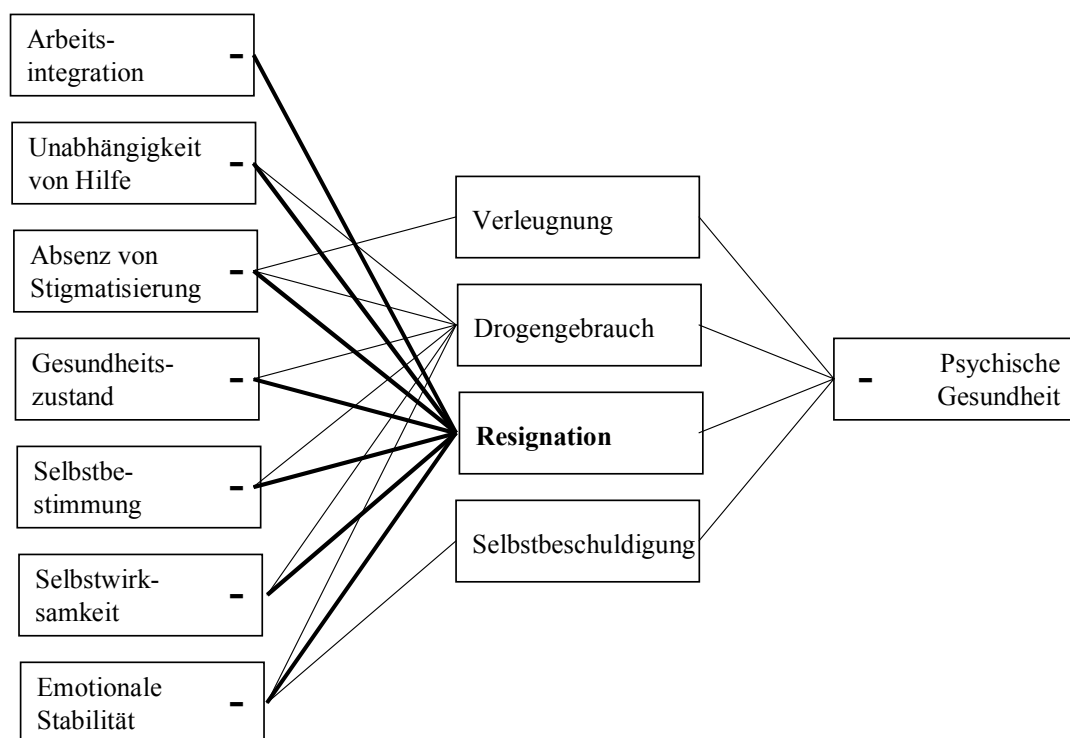 Arbeits-
integration
-
Unabhängigkeit
von Hilfe
-
Absenz von
Stigmatisierung
-
Gesundheits-
zustand
-
Selbstbe-
stimmung
-
Selbstwirk-
samkeit
-
Emotionale
Stabilität
-
Verleugnung
Drogengebrauch
Resignation
Selbstbeschuldigung
-
Psychische
Gesundheit